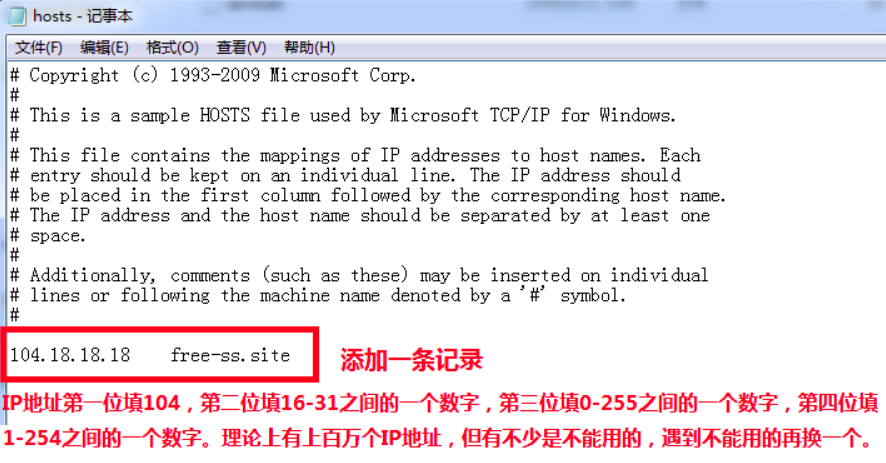 hosts - 记事本
文件(F) 编辑(E) 格式(O) 查看(V) 帮助(H)
# Copyright (c) 1993-2009 Microsoft Corp.
#
# This is a sample HOSTS file used by Microsoft TCP/IP for Windows.
#
# This file contains the mappings of IP addresses to host names. Each
# entry should be kept on an individual line. The IP address should
# be placed in the first column followed by the corresponding host name.
# The IP address and the host name should be separated by at least one
# space.
#
# Additionally, comments (such as these) may be inserted on individual
# lines or following the machine name denoted by a '#' symbol.
#
104.18.18.18 free-ss.site 添加一条记录
IP地址第一位填104，第二位填16-31之间的一个数字，第三位填0-255之间的一个数字，第四位填
1-254之间的一个数字。理论上有上百万个IP地址，但有不少是不能用的，遇到不能用的再换一个。